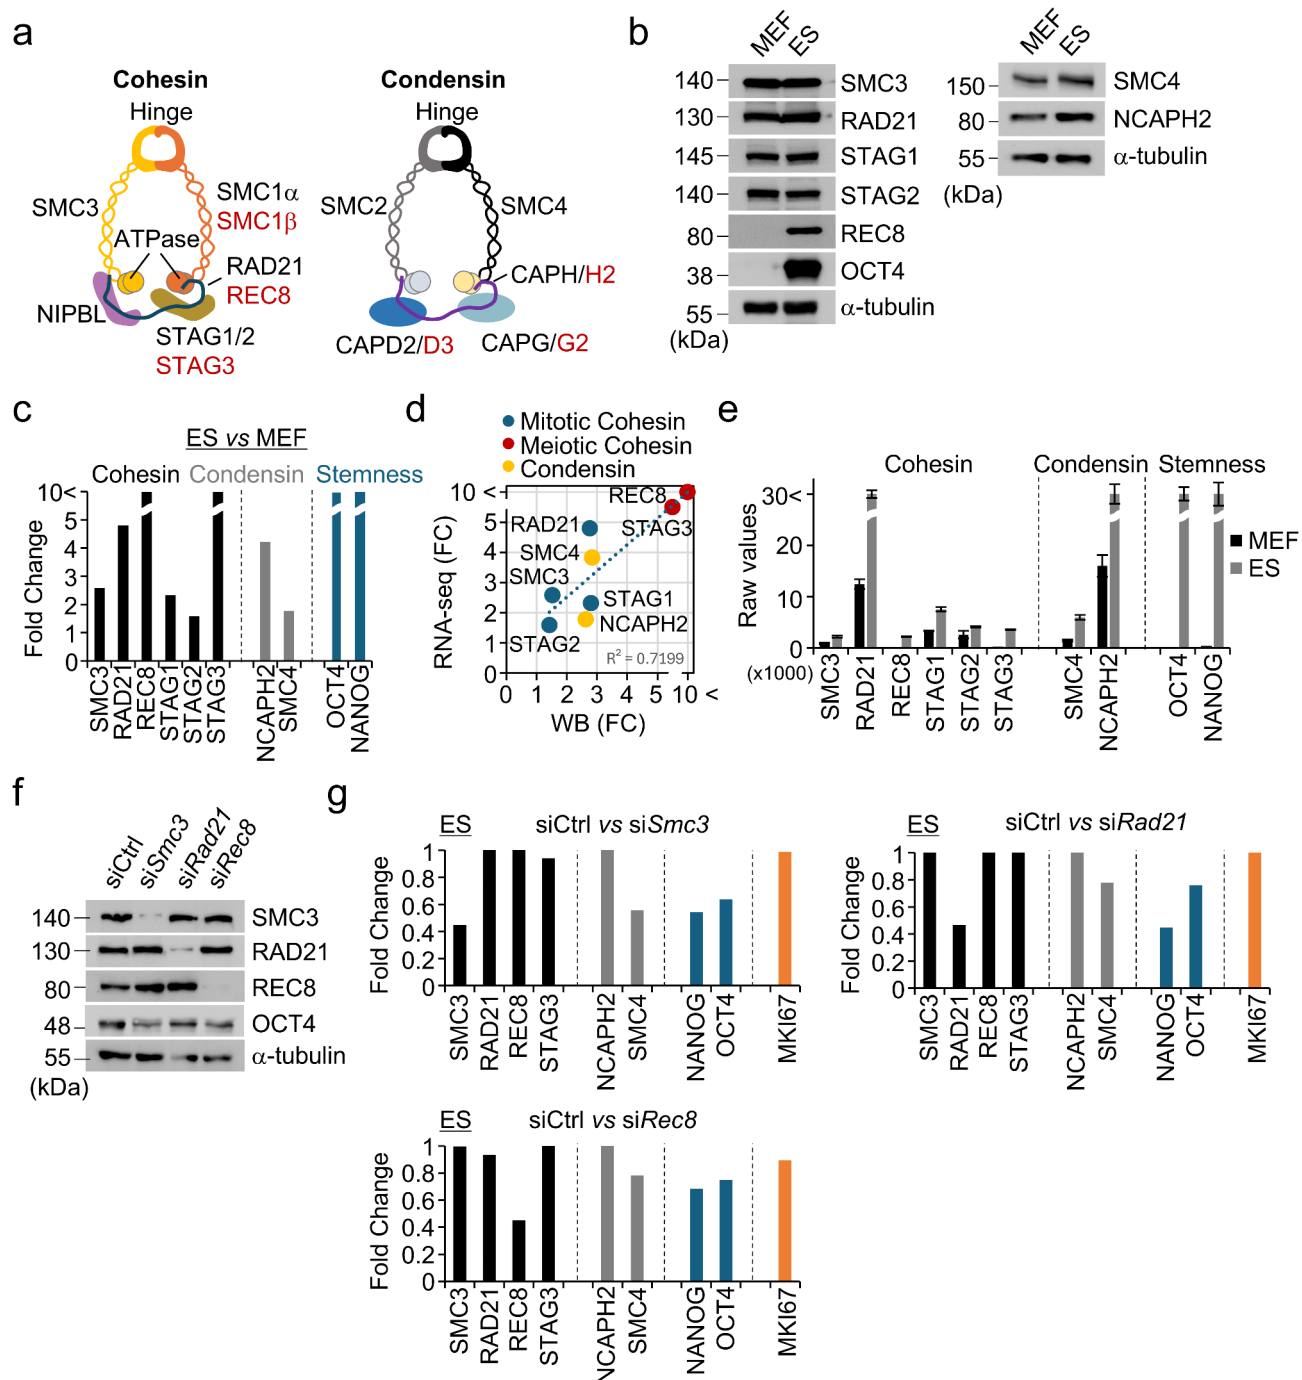 a
Cohesin
Hinge
SMC3
SMC1α
SMC1β
ATPase
RAD21
REC8
NIPBL
STAG1/2
STAG3
Condensin
Hinge
SMC2
SMC4
CAPH/H2
CAPD2/D3
CAPG/G2
b
MEF
ES
140
SMC3
130
RAD21
145
STAG1
140
STAG2
80
REC8
38
OCT4
55
α-tubulin
(kDa)
MEF
ES
150
SMC4
80
NCAPH2
55
α-tubulin
(kDa)
c
ES vs MEF
Cohesin Condensin Stemness
Fold Change
10<
5
4
2
1
0
SMC3
RAD21
REC8
STAG1
STAG2
STAG3
NCAPH2
SMC4
OCT4
NANOG
d
Mitotic Cohesin
Meiotic Cohesin
Condensin
RNA-seq (FC)
10 <
5
4
3
2
1
0
REC8
RAD21
STAG3
SMC4
SMC3
STAG1
NCAPH2
STAG2
R² = 0.7199
0 1 2 3 4 5 10 <
WB (FC)
e
Cohesin Condensin Stemness
Raw values
30<
20
10
0
(x1000)
MEF
ES
SMC3
RAD21
REC8
STAG1
STAG2
STAG3
SMC4
NCAPH2
OCT4
NANOG
f
siCtrl
siSmc3
siRad21
siRec8
140
SMC3
130
RAD21
80
REC8
48
OCT4
55
α-tubulin
(kDa)
g
ES siCtrl vs siSmc3
Fold Change
1
0.8
0.6
0.4
0.2
0
SMC3
RAD21
REC8
STAG3
NCAPH2
SMC4
NANOG
OCT4
MKI67
ES siCtrl vs siRad21
Fold Change
1
0.8
0.6
0.4
0.2
0
SMC3
RAD21
REC8
STAG3
NCAPH2
SMC4
NANOG
OCT4
MKI67
ES siCtrl vs siRec8
Fold Change
1
0.8
0.6
0.4
0.2
0
SMC3
RAD21
REC8
STAG3
NCAPH2
SMC4
NANOG
OCT4
MKI67